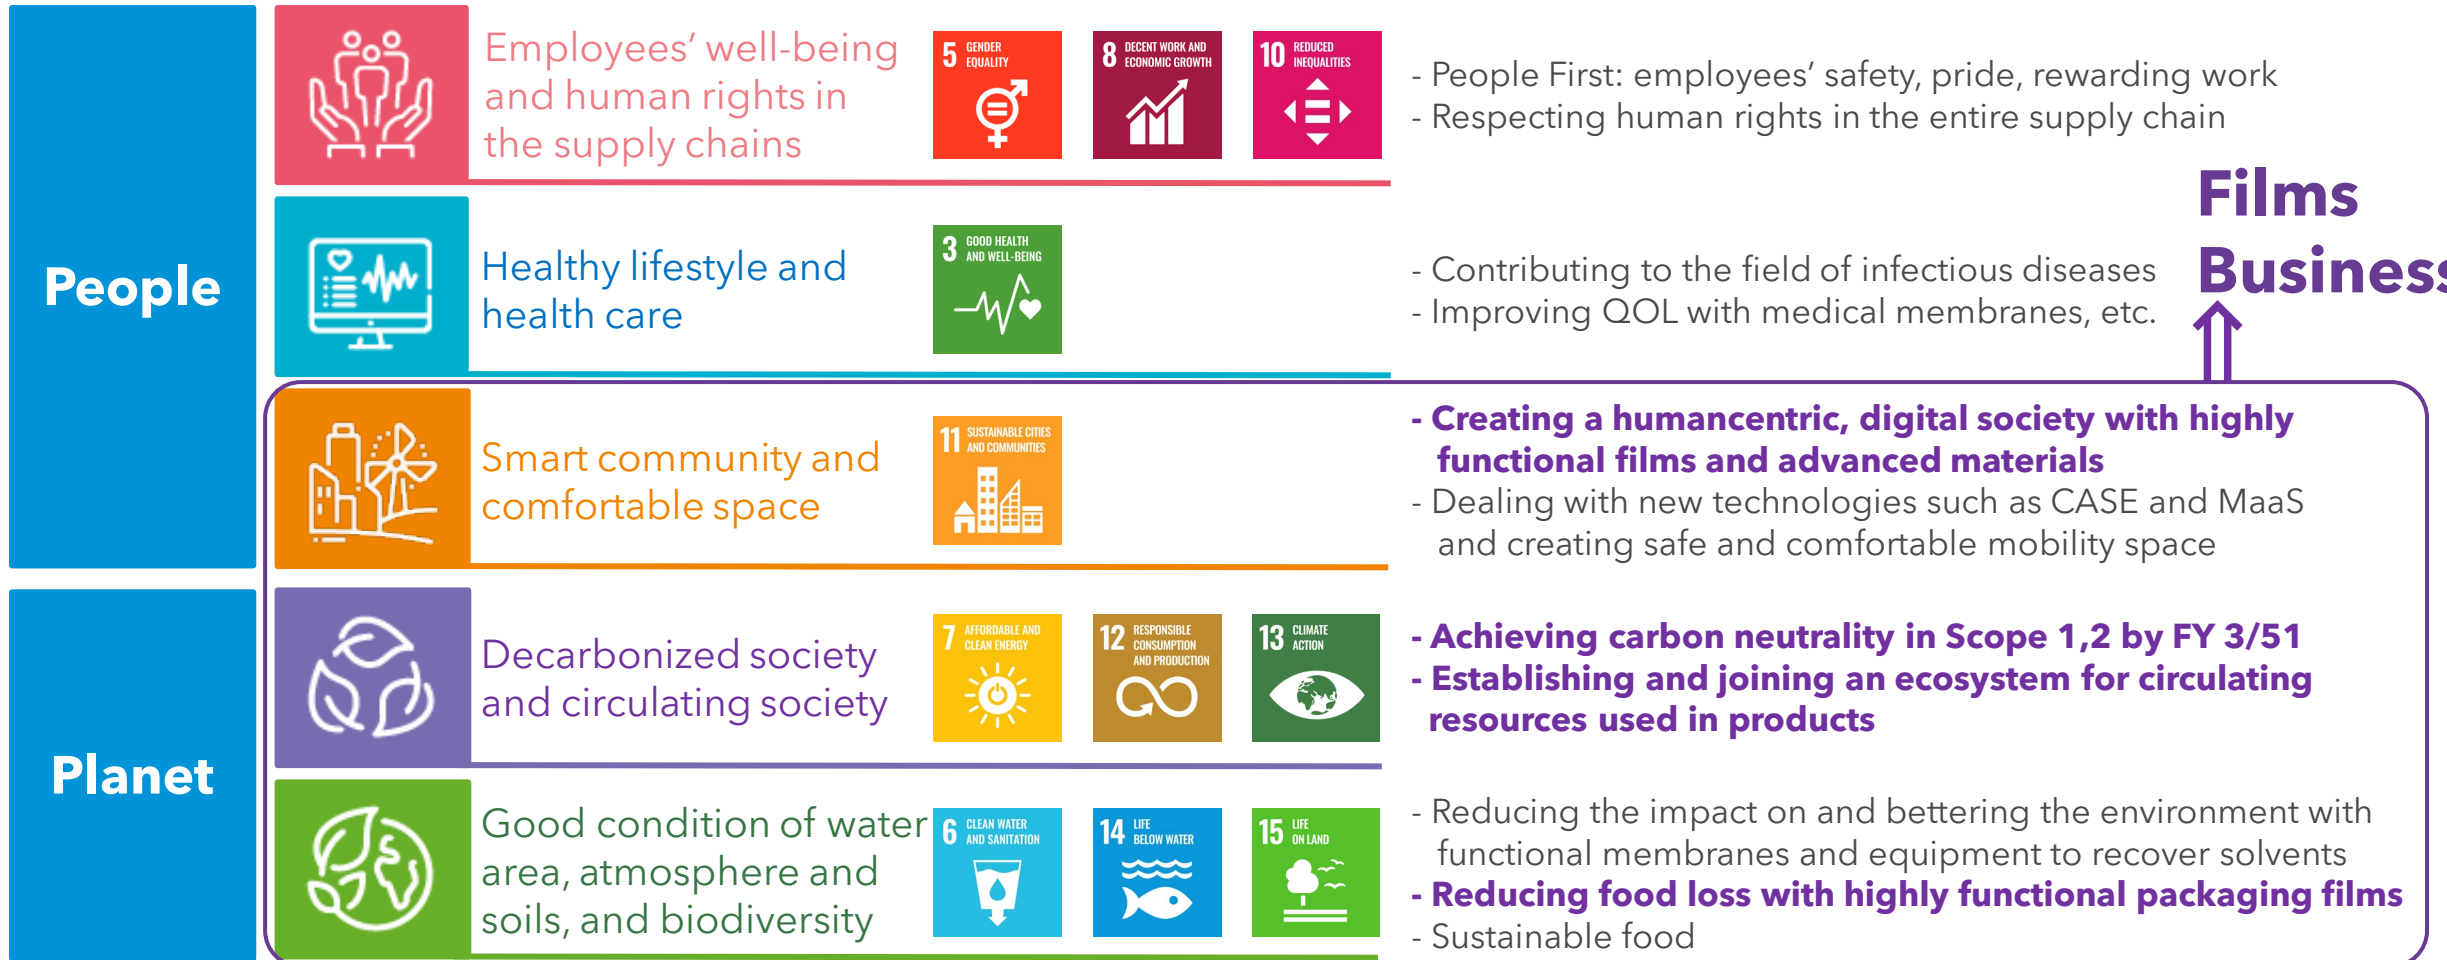 People
Employees' well-being
and human rights in
the supply chains
5 GENDER
EQUALITY
8 DECENT WORK AND
ECONOMIC GROWTH
10 REDUCED
INEQUALITIES
- People First: employees' safety, pride, rewarding work
- Respecting human rights in the entire supply chain
Films
Business
Healthy lifestyle and
health care
3 GOOD HEALTH
AND WELL-BEING
- Contributing to the field of infectious diseases
- Improving QOL with medical membranes, etc.
Smart community and
comfortable space
11 SUSTAINABLE CITIES
AND COMMUNITIES
- Creating a humancentric, digital society with highly
functional films and advanced materials
- Dealing with new technologies such as CASE and MaaS
and creating safe and comfortable mobility space
Planet
Decarbonized society
and circulating society
7 AFFORDABLE AND
CLEAN ENERGY
12 RESPONSIBLE
CONSUMPTION
AND PRODUCTION
13 CLIMATE
ACTION
- Achieving carbon neutrality in Scope 1,2 by FY 3/51
- Establishing and joining an ecosystem for circulating
resources used in products
Good condition of water
area, atmosphere and
soils, and biodiversity
6 CLEAN WATER
AND SANITATION
14 LIFE
BELOW WATER
15 LIFE
ON LAND
- Reducing the impact on and bettering the environment with
functional membranes and equipment to recover solvents
- Reducing food loss with highly functional packaging films
- Sustainable food